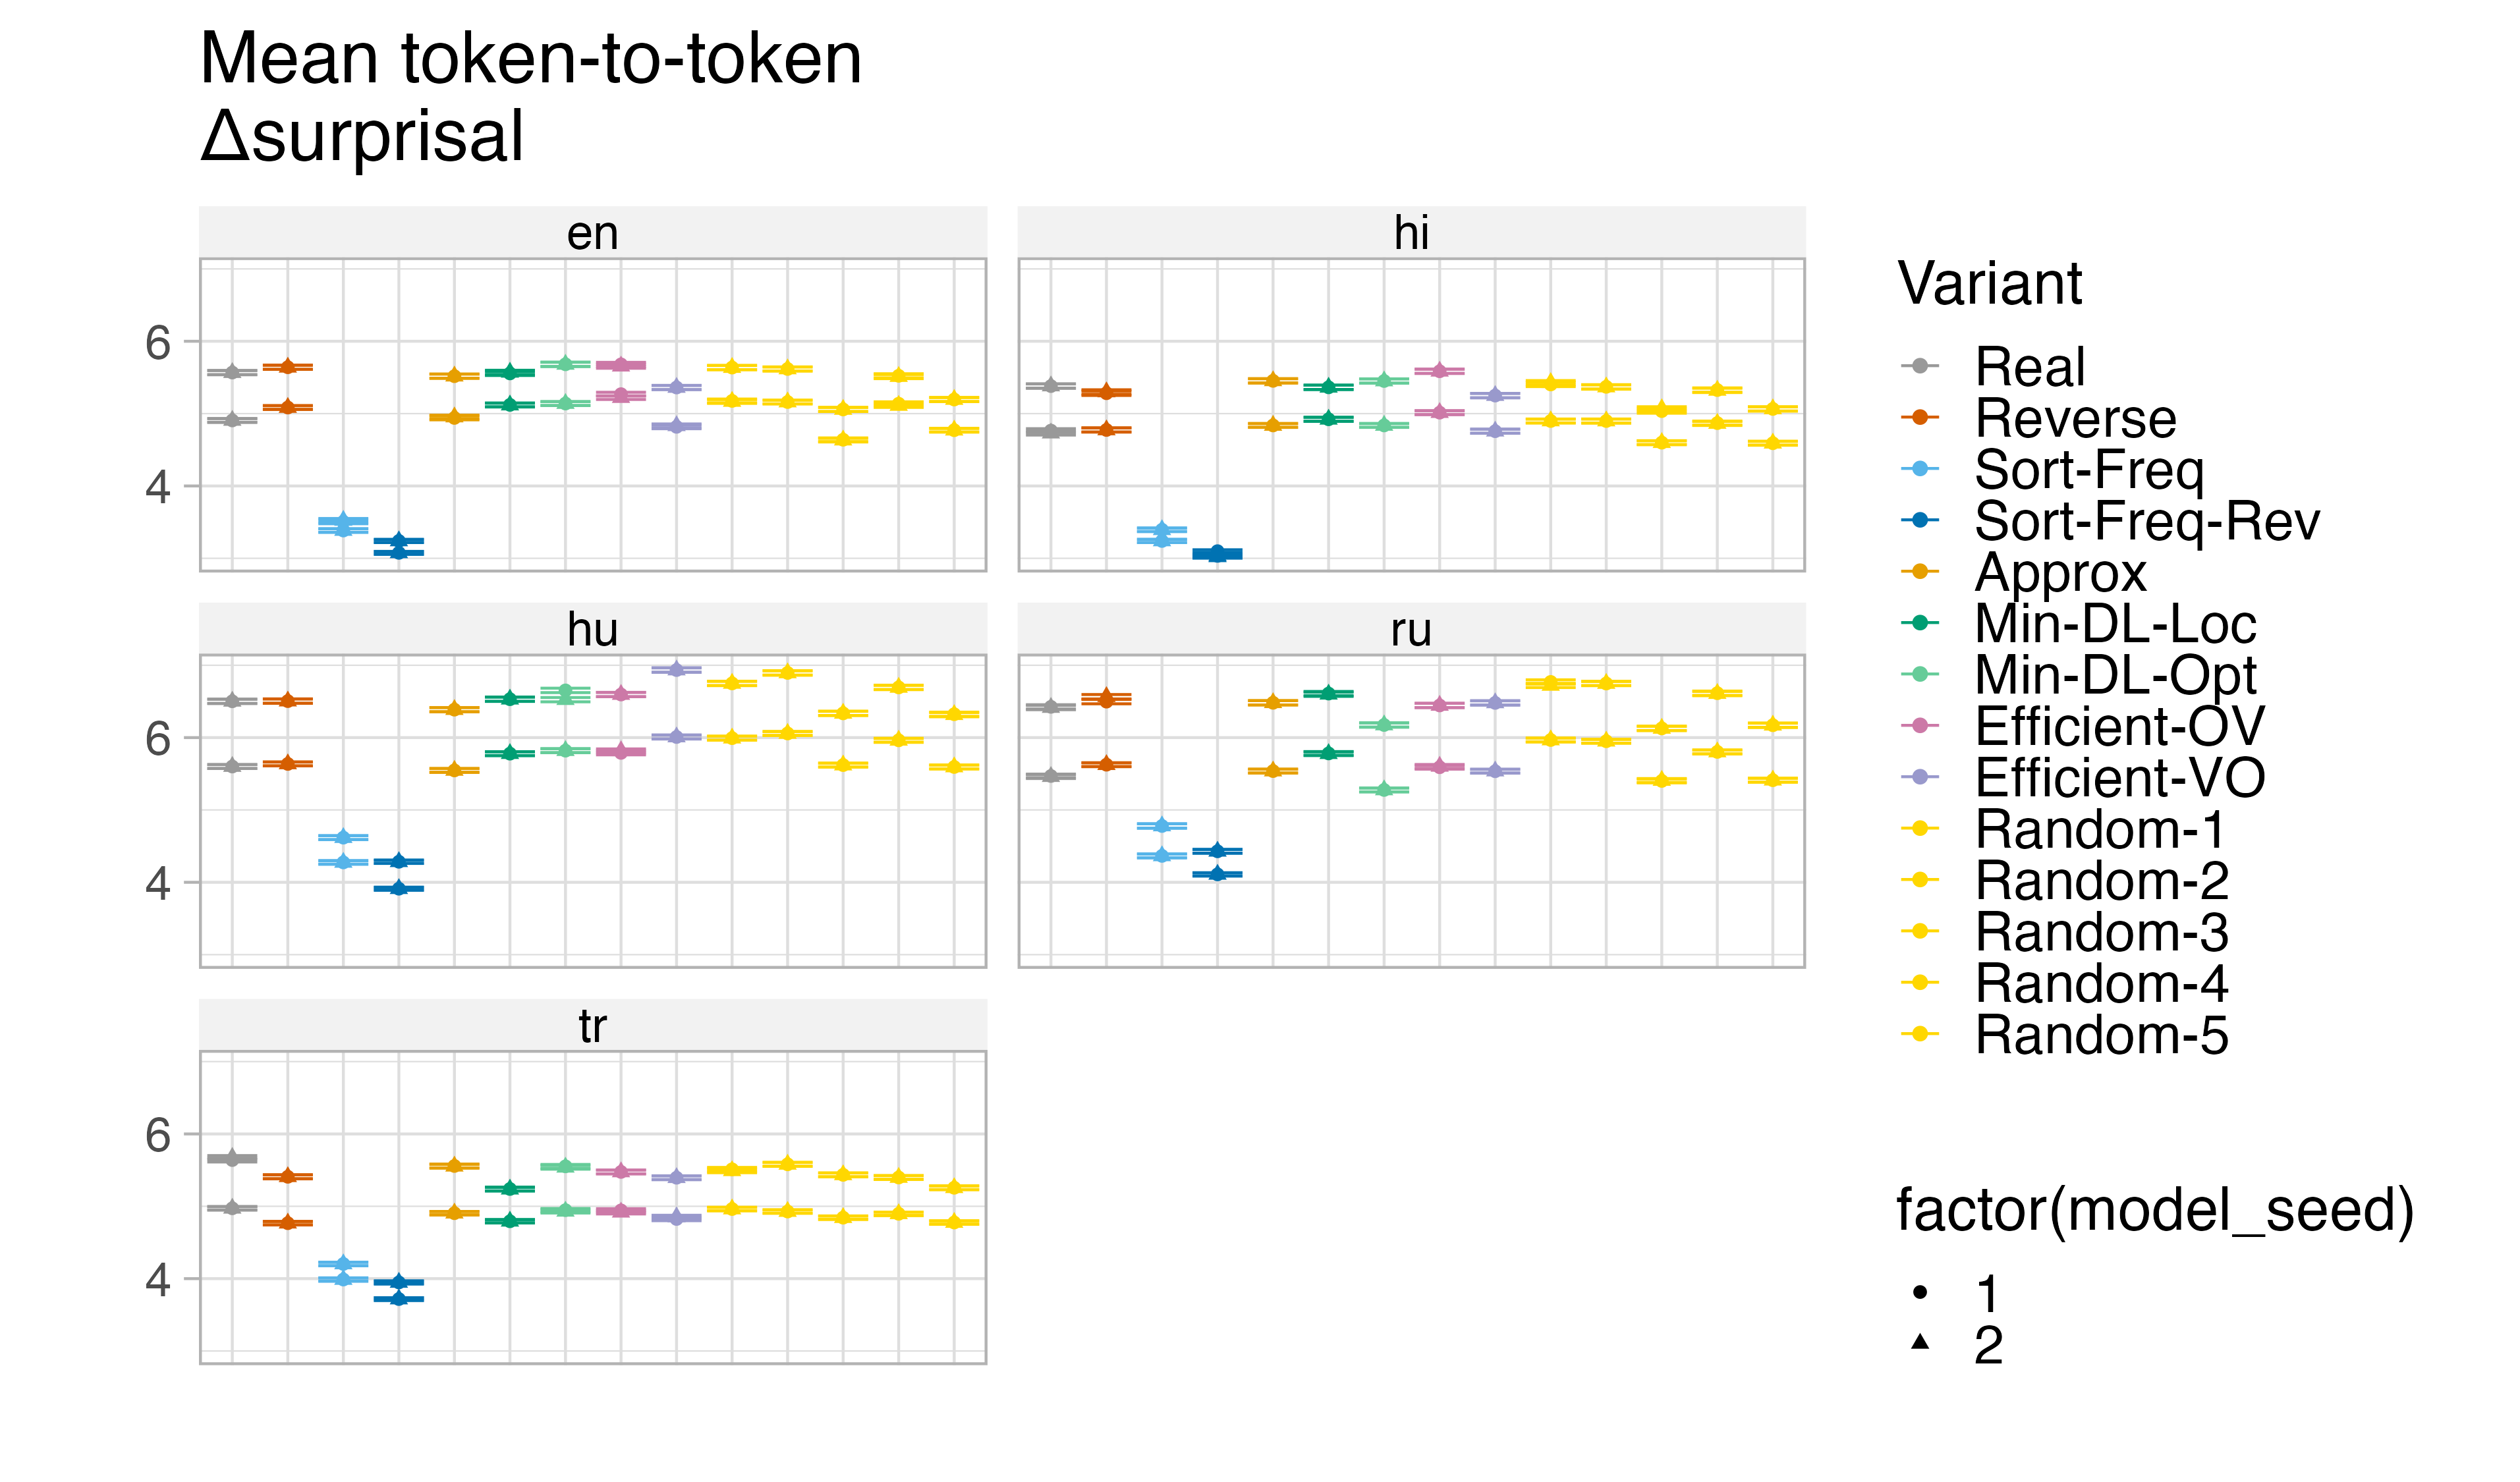 Mean token-to-token
Δsurprisal
en
hi
6
4
hu
ru
6
4
tr
6
4
Variant
Real
Reverse
Sort-Freq
Sort-Freq-Rev
Approx
Min-DL-Loc
Min-DL-Opt
Efficient-OV
Efficient-VO
Random-1
Random-2
Random-3
Random-4
Random-5
factor(model_seed)
1
2